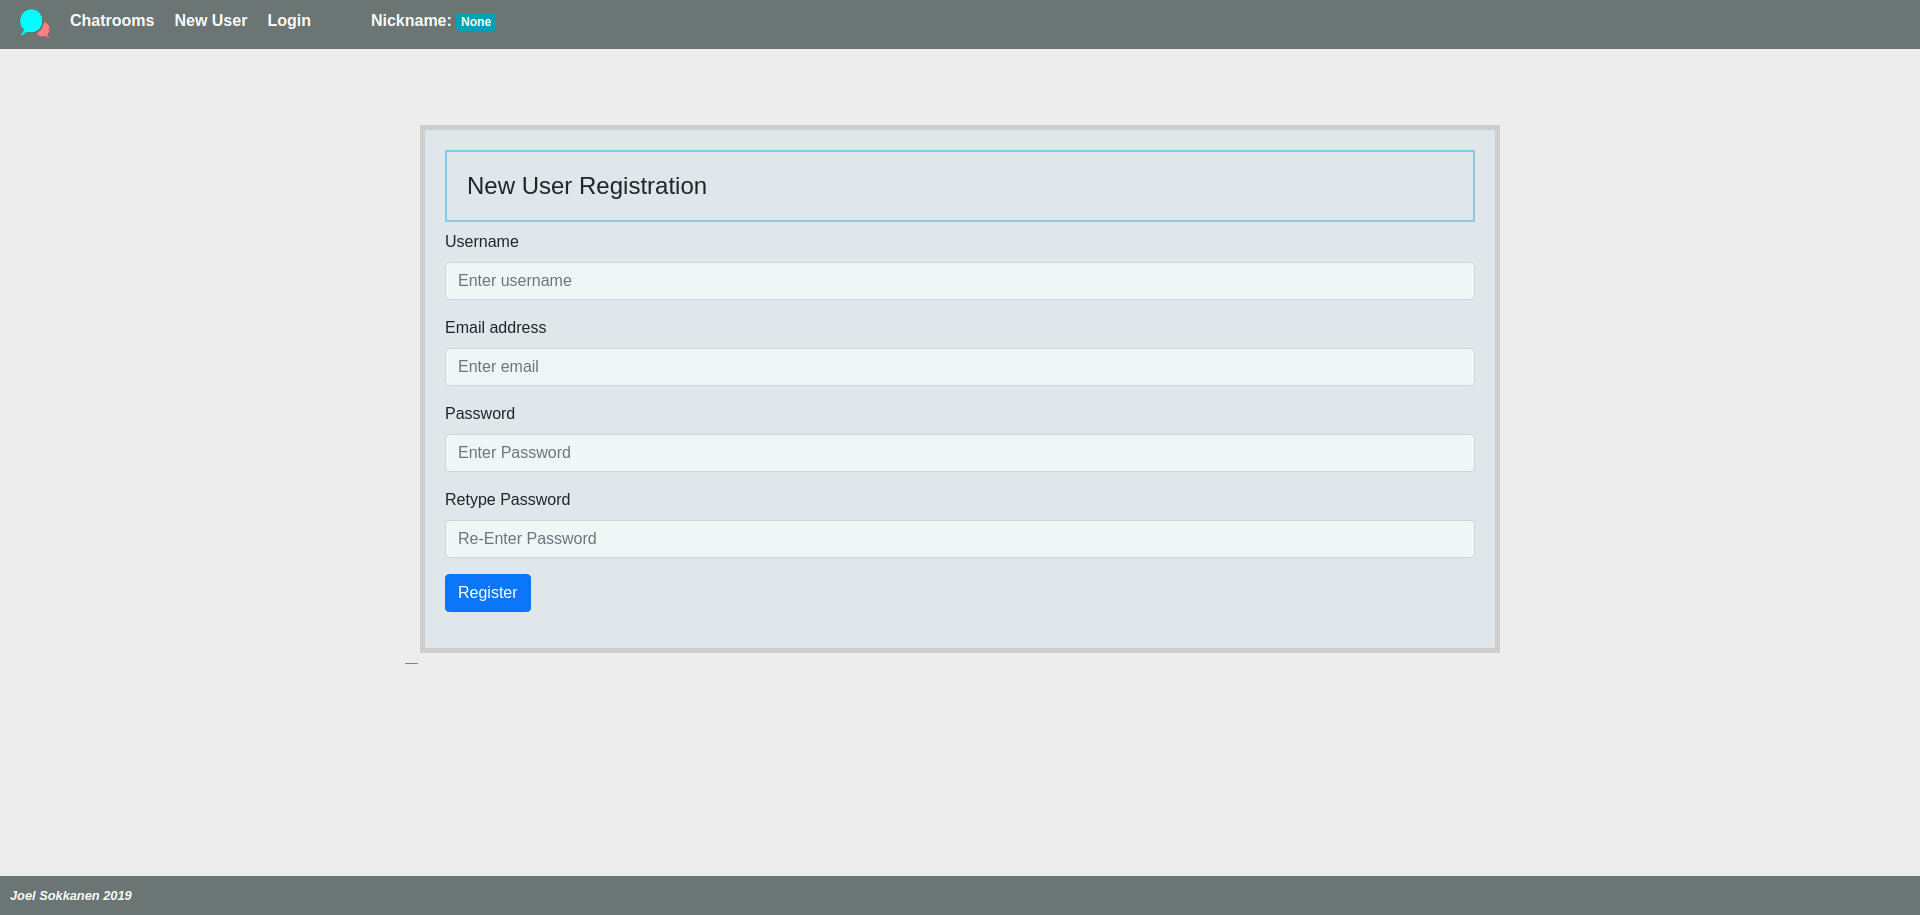 Chatrooms New User Login Nickname: None
New User Registration
Username
Enter username
Email address
Enter email
Password
Enter Password
Retype Password
Re-Enter Password
Register
Joel Sokkanen 2019